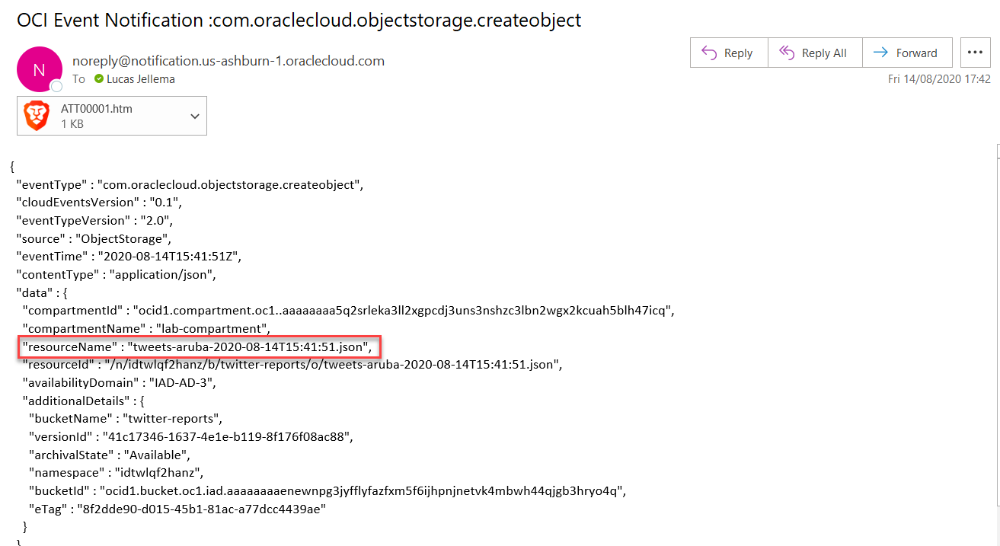 OCI Event Notification :com.oraclecloud.objectstorage.createobject
N
noreply@notification.us-ashburn-1.oraclecloud.com
To Lucas Jellema
Reply
Reply All
Forward
Fri 14/08/2020 17:42
ATT00001.htm
1 KB
{
"eventType" : "com.oraclecloud.objectstorage.createobject",
"cloudEventsVersion" : "0.1",
"eventTypeVersion" : "2.0",
"source" : "ObjectStorage",
"eventTime" : "2020-08-14T15:41:51Z",
"contentType" : "application/json",
"data" : {
"compartmentId" : "ocid1.compartment.oc1..aaaaaaaa5q2srleka3ll2xgpcdj3uns3nshzc3lbn2wgx2kcuah5blh47icq",
"compartmentName" : "lab-compartment",
"resourceName" : "tweets-aruba-2020-08-14T15:41:51.json",
"resourceId" : "/n/idtwlqf2hanz/b/twitter-reports/o/tweets-aruba-2020-08-14T15:41:51.json",
"availabilityDomain" : "IAD-AD-3",
"additionalDetails" : {
"bucketName" : "twitter-reports",
"versionId" : "41c17346-1637-4e1e-b119-8f176f08ac88",
"archivalState" : "Available",
"namespace" : "idtwlqf2hanz",
"bucketId" : "ocid1.bucket.oc1.iad.aaaaaaaaenewnpg3jyfflyfazfxm5f6ijhpnjnetvk4mbwh44qjgb3hryo4q",
"eTag" : "8f2dde90-d015-45b1-81ac-a77dcc4439ae"
}
}